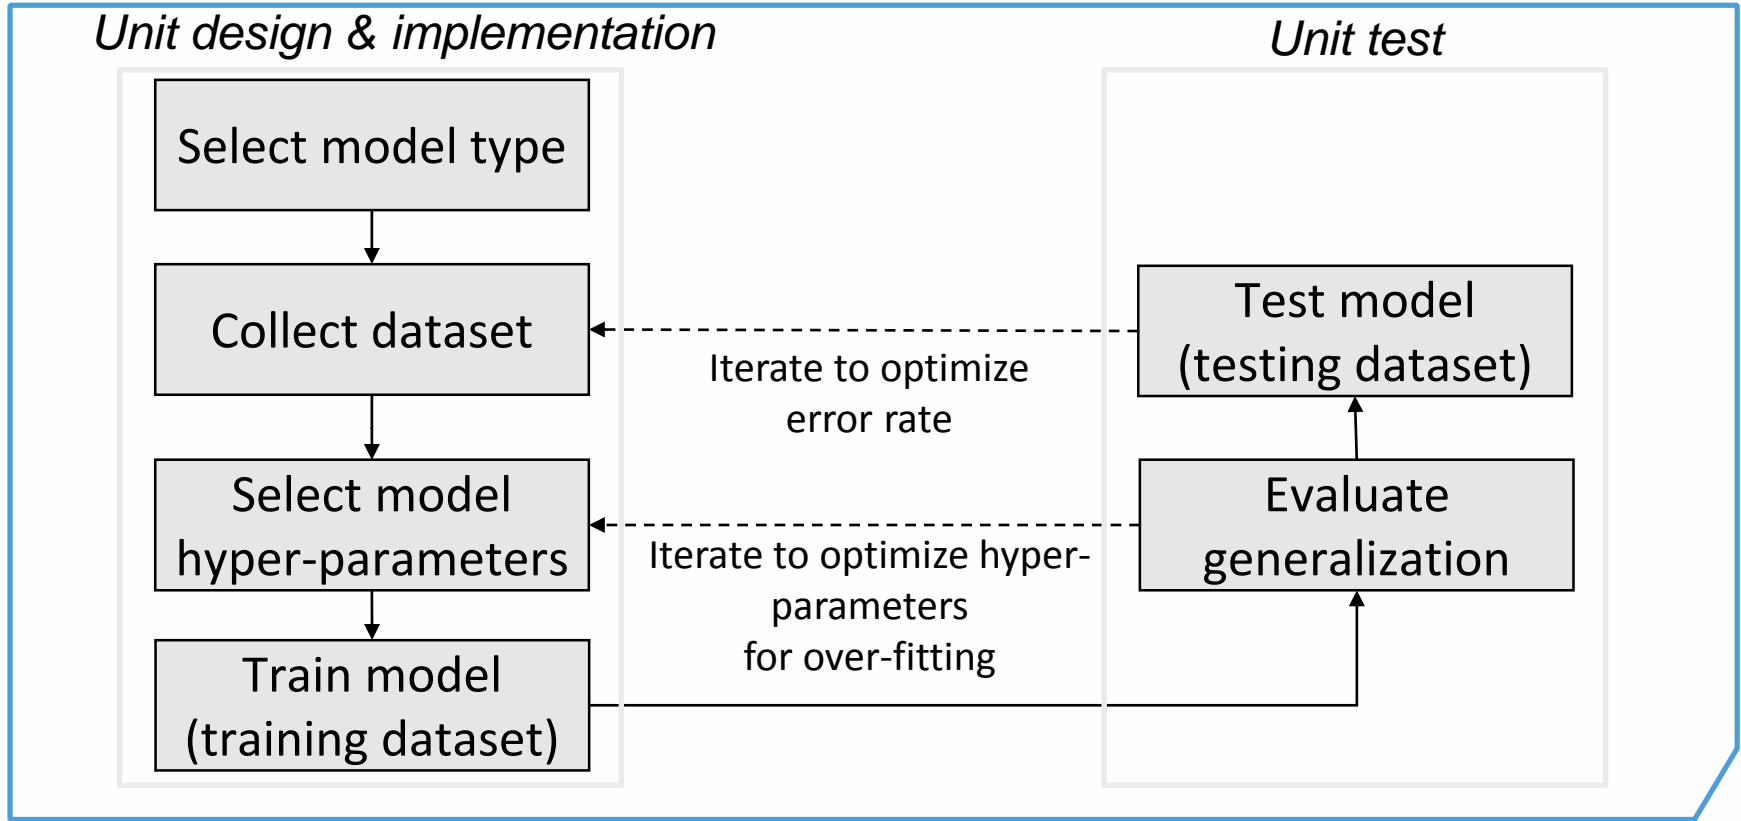 Unit design & implementation
Select model type
Collect dataset
Select model
hyper-parameters
Train model
(training dataset)
Iterate to optimize
error rate
Iterate to optimize hyper-
parameters
for over-fitting
Unit test
Test model
(testing dataset)
Evaluate
generalization